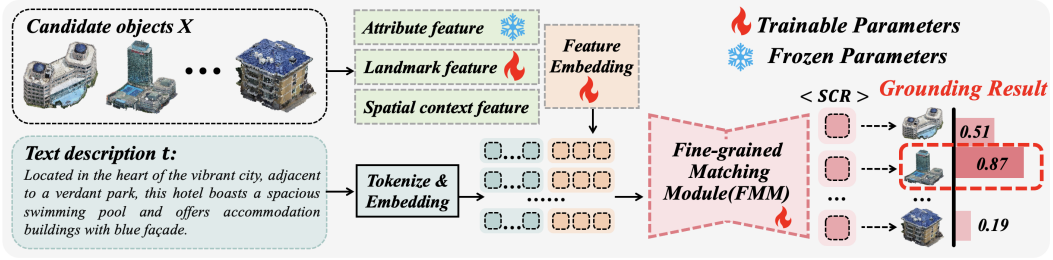 Candidate objects X
Attribute feature
Landmark feature
Spatial context feature
Feature
Embedding
Trainable Parameters
Frozen Parameters
Text description t:
Located in the heart of the vibrant city, adjacent
to a verdant park, this hotel boasts a spacious
swimming pool and offers accommodation
buildings with blue façade.
Tokenize &
Embedding
...
...
......
...
Fine-grained
Matching
Module(FMM)
<SCR>
Grounding Result
0.51
0.87
...
...
0.19